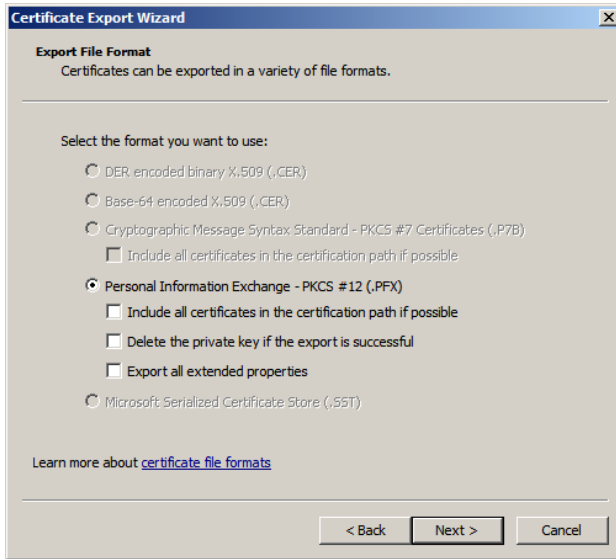 Certificate Export Wizard
Export File Format
Certificates can be exported in a variety of file formats.
Select the format you want to use:
DER encoded binary X.509 (.CER)
Base-64 encoded X.509 (.CER)
Cryptographic Message Syntax Standard - PKCS #7 Certificates (.P7B)
Include all certificates in the certification path if possible
Personal Information Exchange - PKCS #12 (.PFX)
Include all certificates in the certification path if possible
Delete the private key if the export is successful
Export all extended properties
Microsoft Serialized Certificate Store (.SST)
Learn more about certificate file formats
< Back Next > Cancel